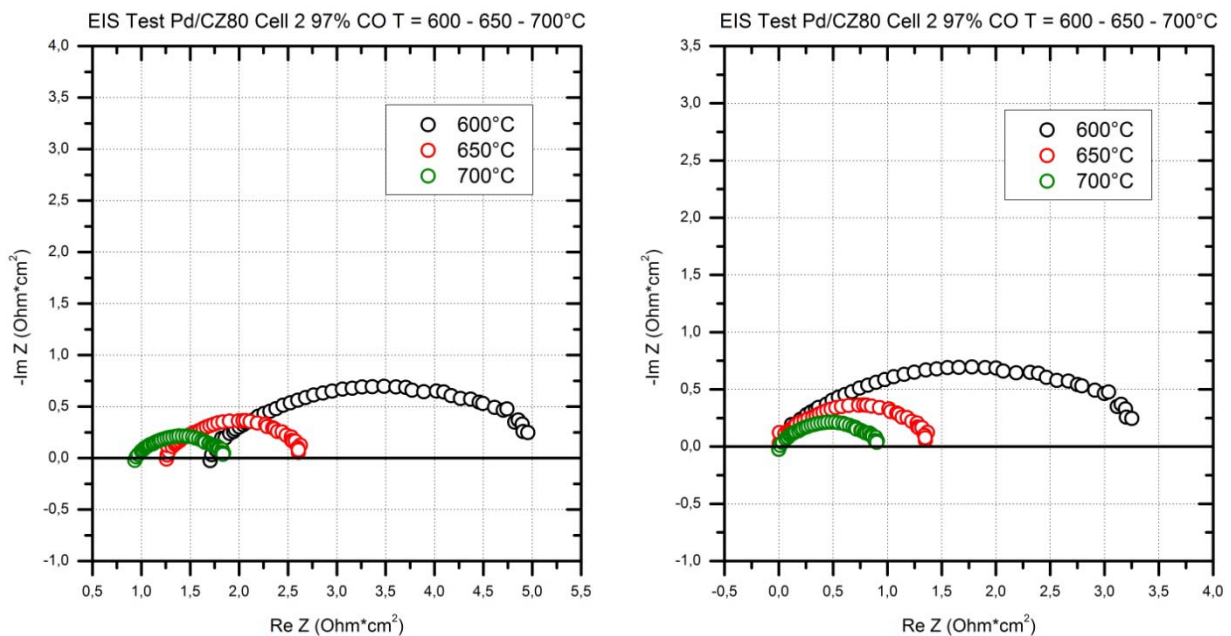 EIS Test Pd/CZ80 Cell 2 97% CO T = 600 - 650 - 700°C
4,0
3,5
3,0
2,5
2,0
1,5
1,0
0,5
0,0
-0,5
-1,0
-Im Z (Ohm*cm²)
600°C
650°C
700°C
0,5 1,0 1,5 2,0 2,5 3,0 3,5 4,0 4,5 5,0 5,5
Re Z (Ohm*cm²)
EIS Test Pd/CZ80 Cell 2 97% CO T = 600 - 650 - 700°C
3,5
3,0
2,5
2,0
1,5
1,0
0,5
0,0
-0,5
-1,0
-Im Z (Ohm*cm²)
600°C
650°C
700°C
-0,5 0,0 0,5 1,0 1,5 2,0 2,5 3,0 3,5 4,0
Re Z (Ohm*cm²)